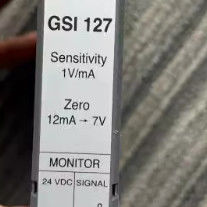 GSI 127
Sensitivity
1V/mA
Zero
12mA → 7V
MONITOR
24 VDC SIGNAL